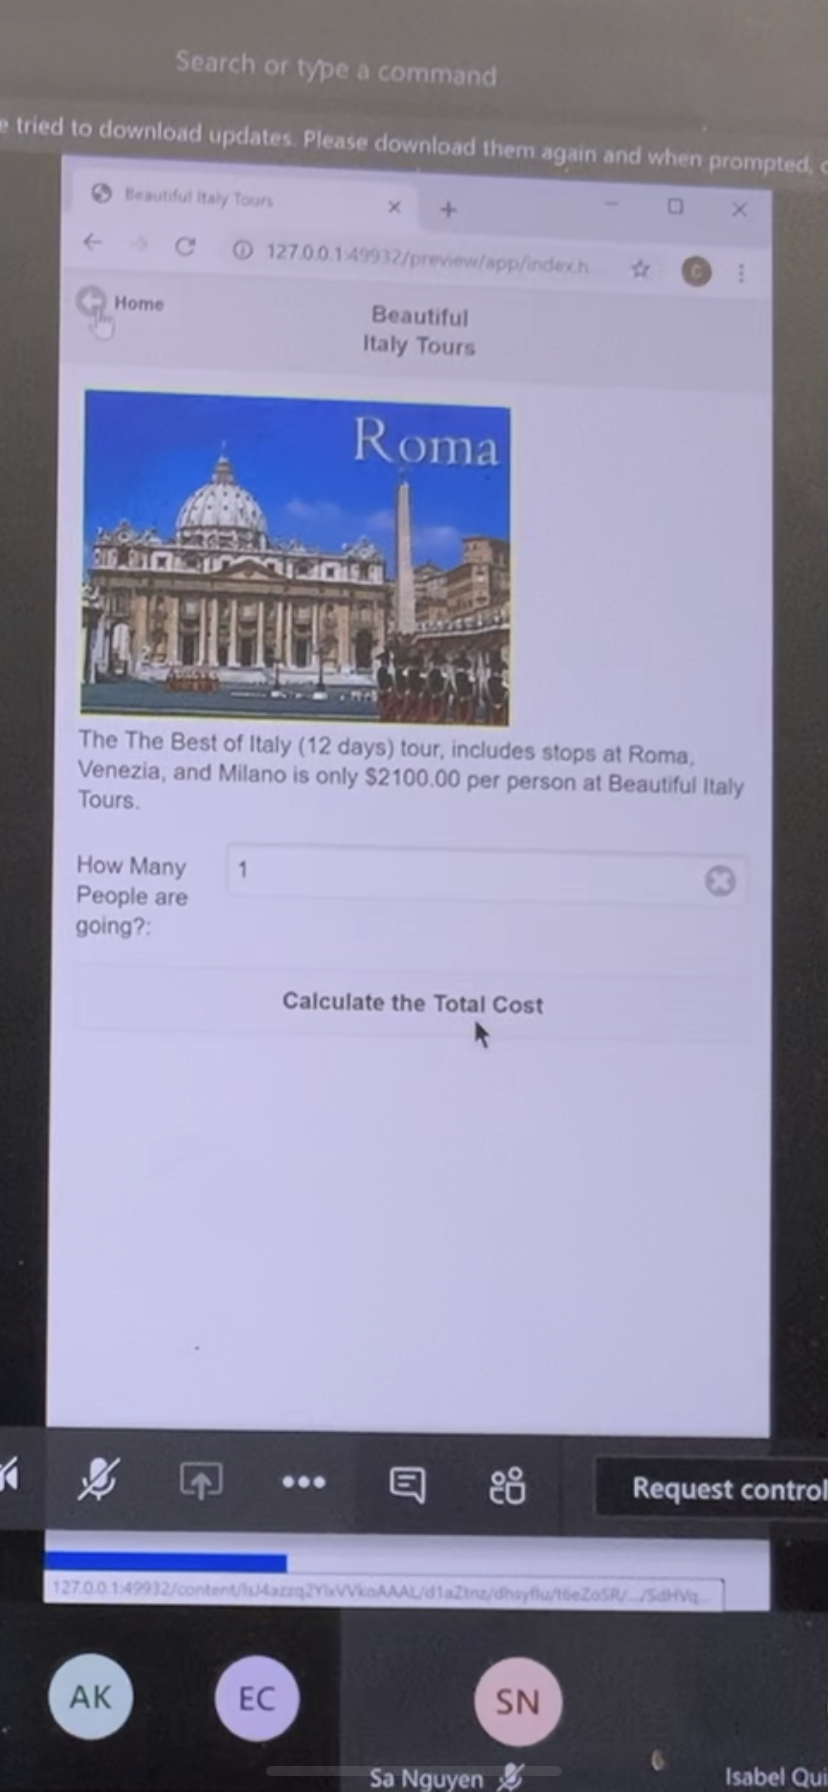 Search or type a command
e tried to download updates. Please download them again and when prompted, c
Beautiful Italy Tours
127.0.0.1:49932/preview/app/index.h
C
Home
Beautiful
Italy Tours
Roma
The The Best of Italy (12 days) tour, includes stops at Roma,
Venezia, and Milano is only $2100.00 per person at Beautiful Italy
Tours.
How Many
People are
going?:
1
Calculate the Total Cost
Request control
127.0.0.1:49932/content/
AK
EC
SN
Sa Nguyen
Isabel Qui